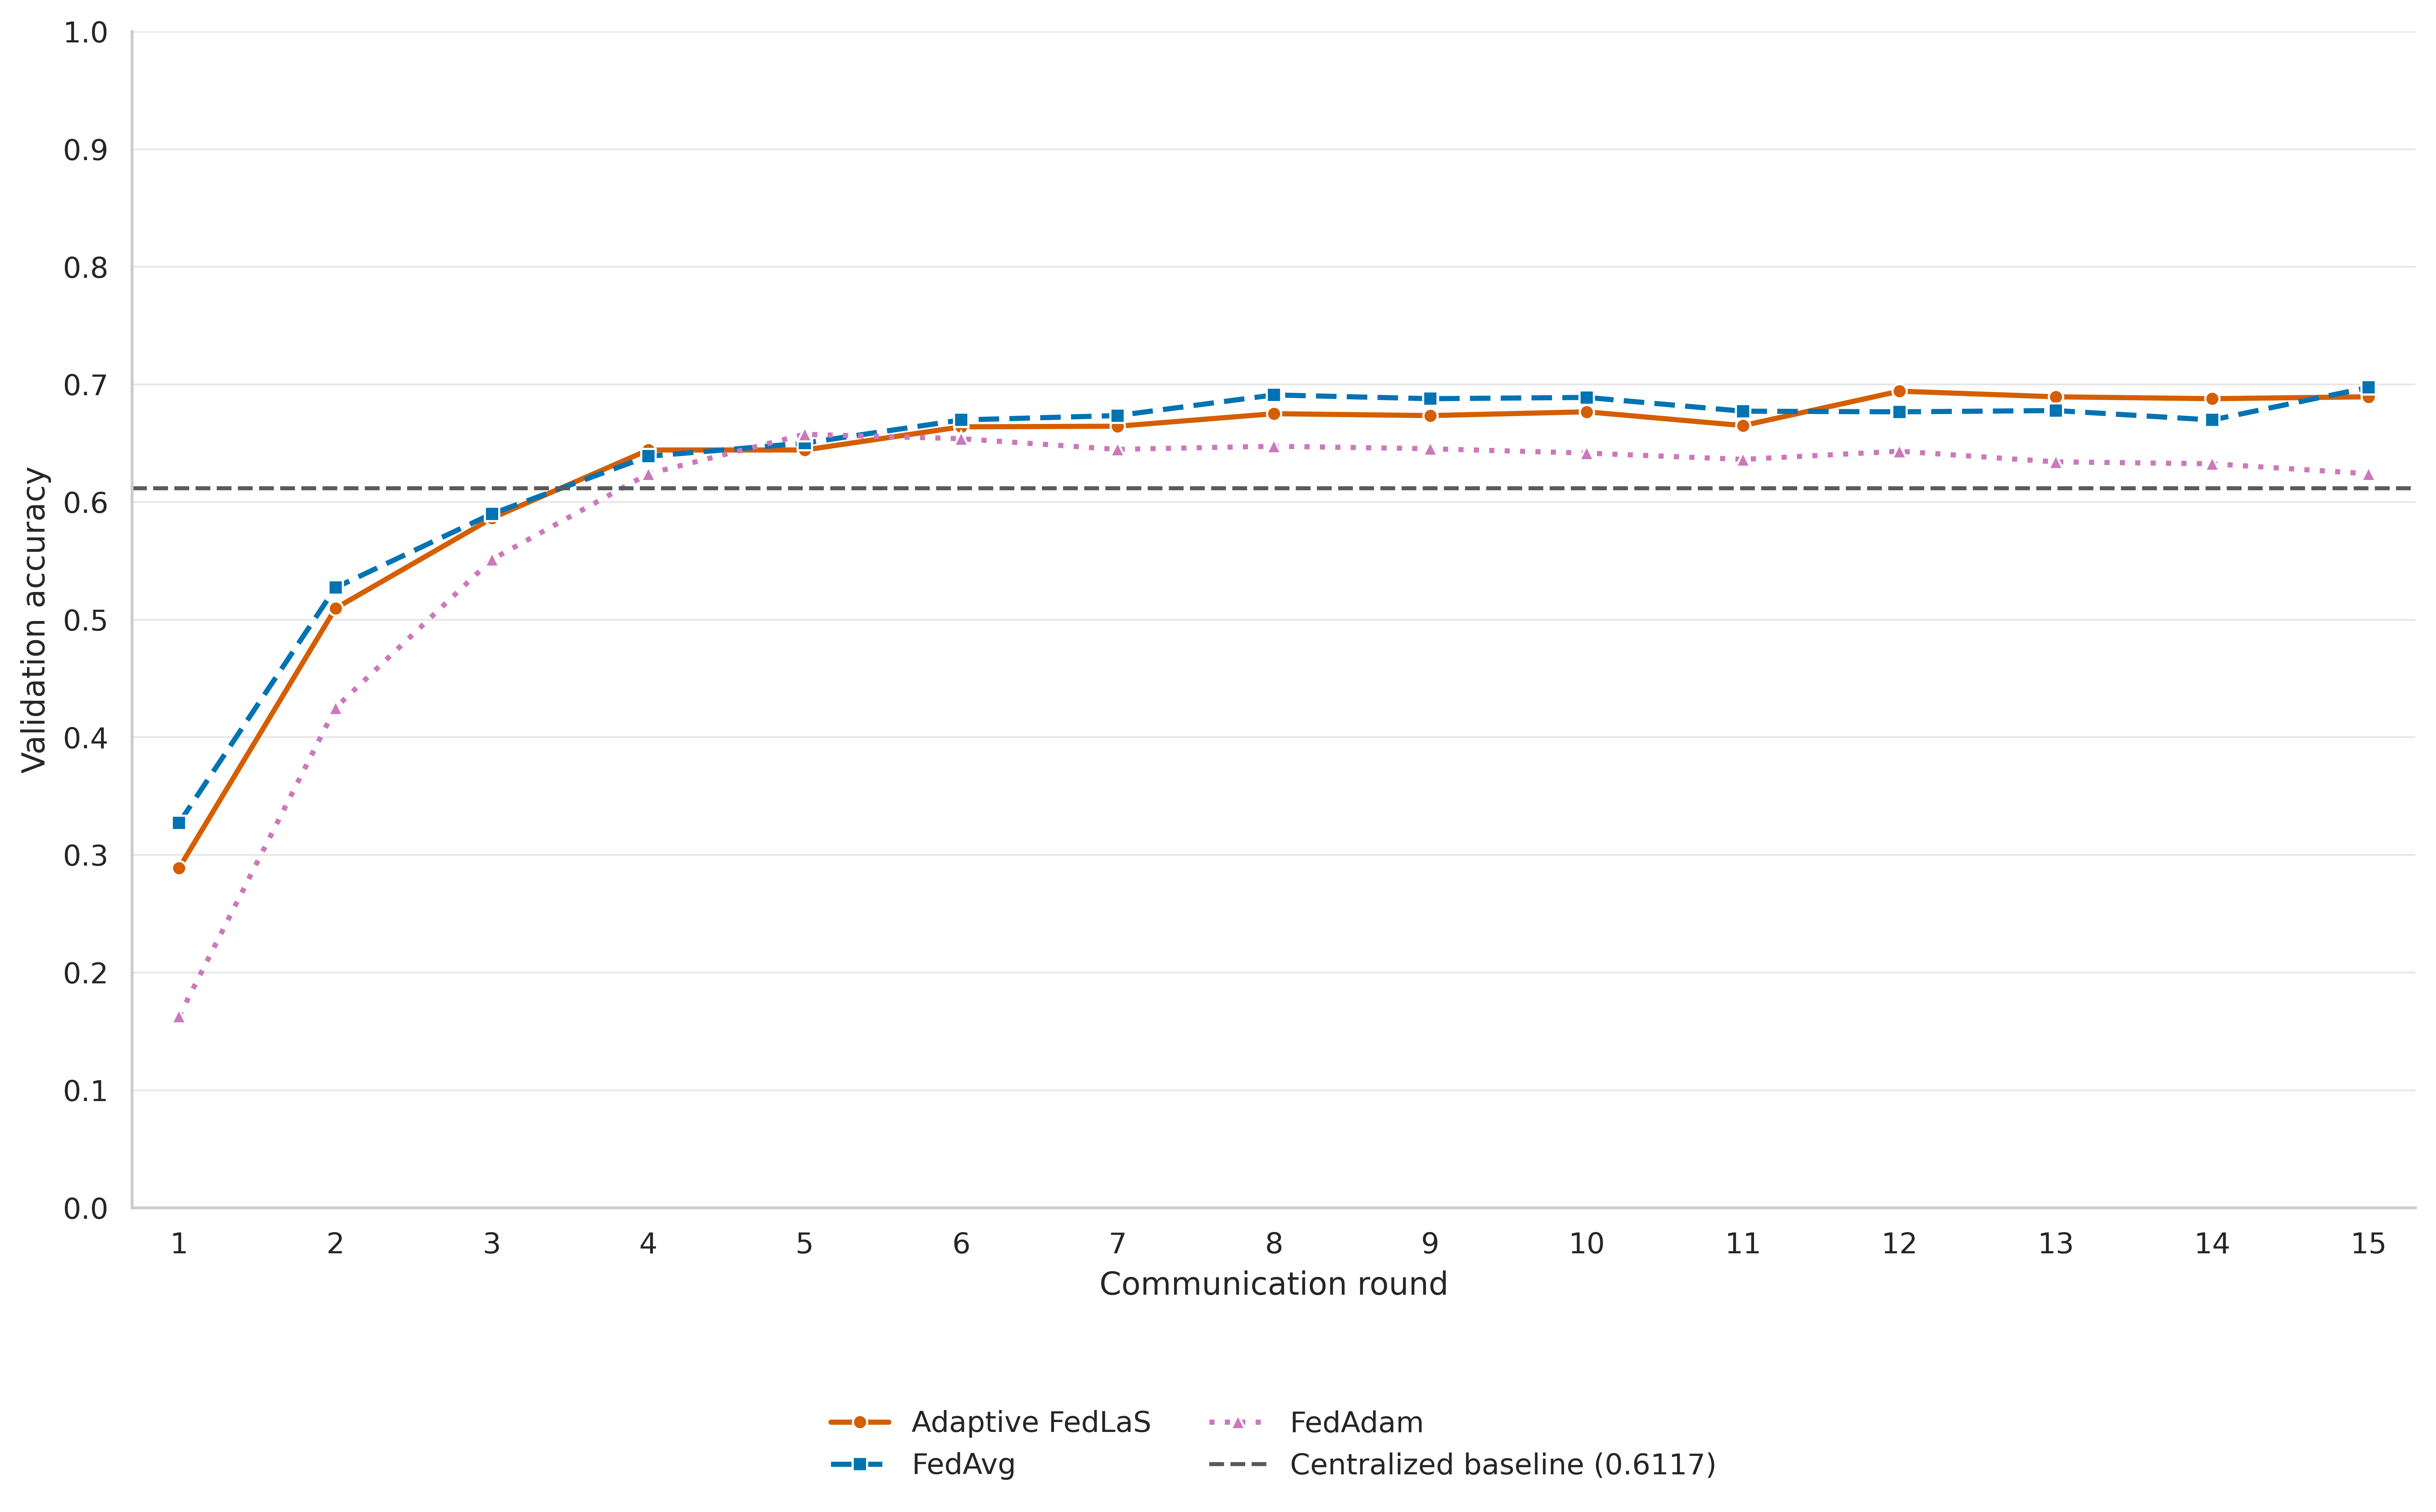 1.0
0.9
0.8
0.7
0.6
0.5
0.4
0.3
0.2
0.1
0.0
Validation accuracy
1 2 3 4 5 6 7 8 9 10 11 12 13 14 15
Communication round
Adaptive FedLaS
FedAvg
FedAdam
Centralized baseline (0.6117)